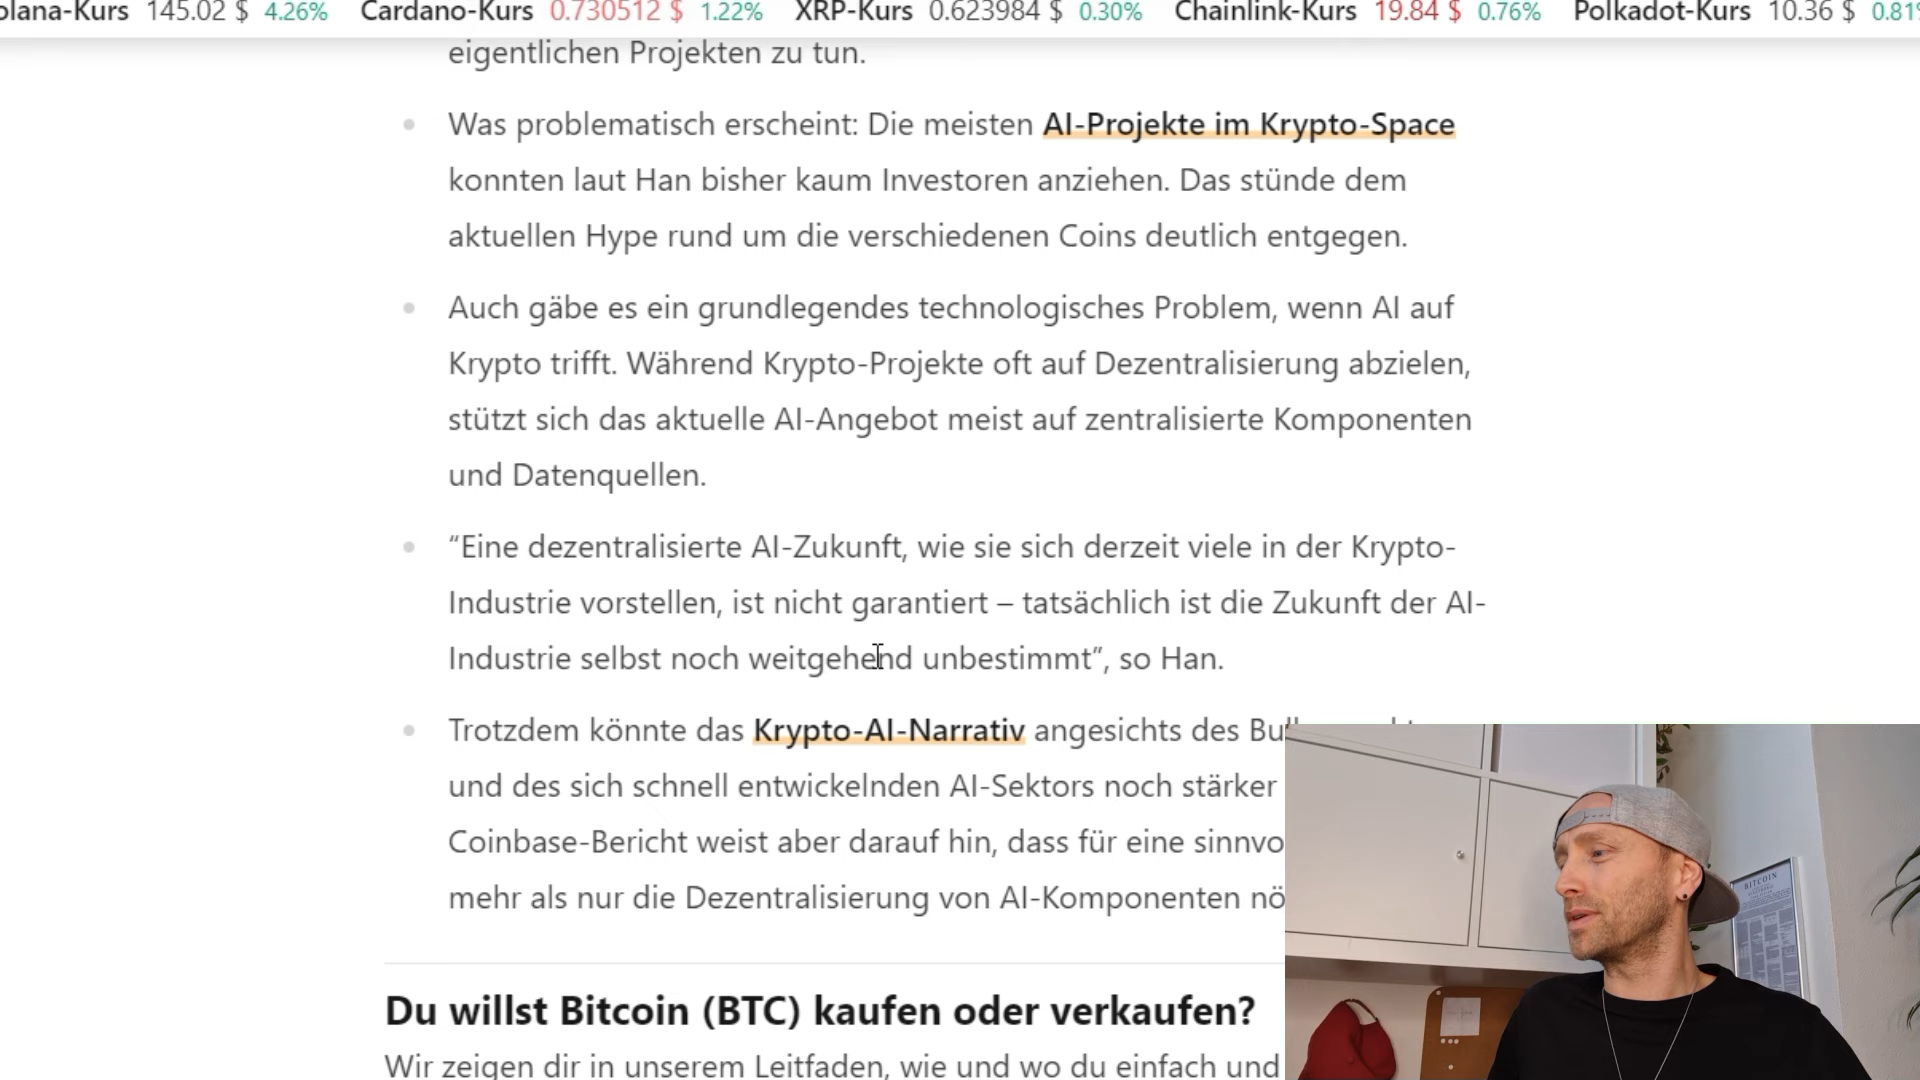 145.02 $ 4.26% Cardano-Kurs 0.730512 $ 1.22% XRP-Kurs 0.623984 $ 0.30% Chainlink-Kurs 19.84 $ 0.76% Polkadot-Kurs 10.36 $
eigentlichen Projekten zu tun.
Was problematisch erscheint: Die meisten AI-Projekte im Krypto-Space
konnten laut Han bisher kaum Investoren anziehen. Das stünde dem
aktuellen Hype rund um die verschiedenen Coins deutlich entgegen.
Auch gäbe es ein grundlegendes technologisches Problem, wenn AI auf
Krypto trifft. Während Krypto-Projekte oft auf Dezentralisierung abzielen,
stützt sich das aktuelle AI-Angebot meist auf zentralisierte Komponenten
und Datenquellen.
“Eine dezentralisierte AI-Zukunft, wie sie sich derzeit viele in der Krypto-
Industrie vorstellen, ist nicht garantiert – tatsächlich ist die Zukunft der AI-
Industrie selbst noch weitgehend unbestimmt“, so Han.
Trotzdem könnte das Krypto-AI-Narrativ angesichts des
und des sich schnell entwickelnden AI-Sektors noch stärker
Coinbase-Bericht weist aber darauf hin, dass für eine
mehr als nur die Dezentralisierung von AI-Komponenten
Du willst Bitcoin (BTC) kaufen oder verkaufen?
Wir zeigen dir in unserem Leitfaden, wie und wo du einfach und
BITCOIN